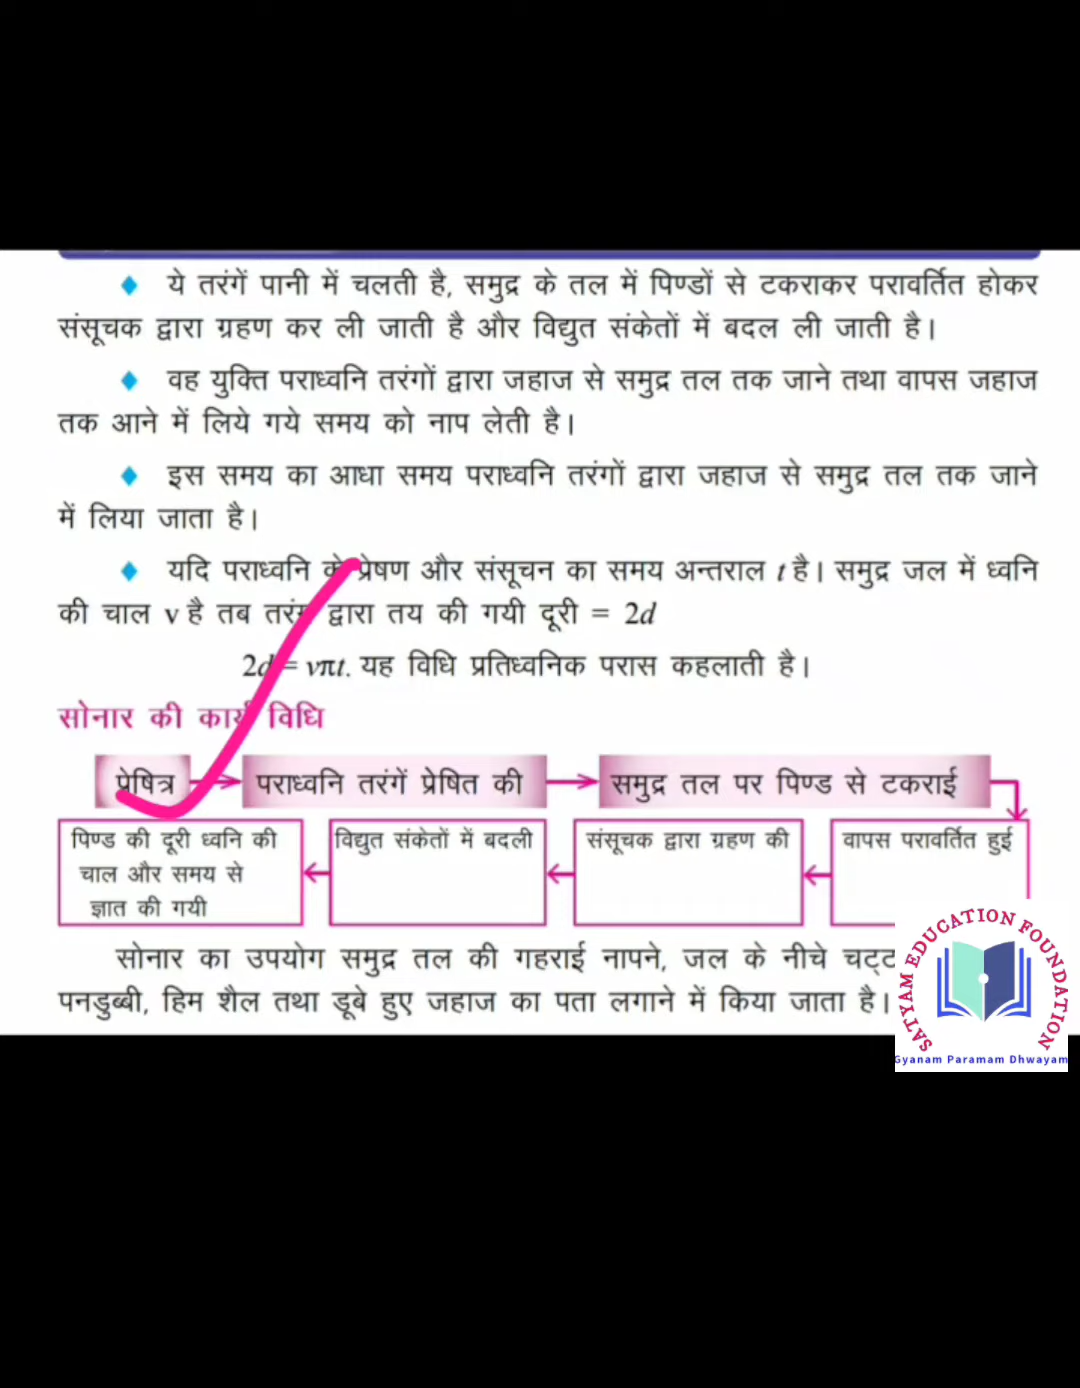 ♦ ये तरंगें पानी में चलती है, समुद्र के तल में पिण्डों से टकराकर परावर्तित होकर
संसूचक द्वारा ग्रहण कर ली जाती है और विद्युत संकेतों में बदल ली जाती है।
♦ वह युक्ति पराध्वनि तरंगों द्वारा जहाज से समुद्र तल तक जाने तथा वापस जहाज
तक आने में लिये गये समय को नाप लेती है।
♦ इस समय का आधा समय पराध्वनि तरंगों द्वारा जहाज से समुद्र तल तक जाने
में लिया जाता है।
♦ यदि पराध्वनि के प्रेषण और संसूचन का समय अन्तराल t है। समुद्र जल में ध्वनि
की चाल v है तब तरंग द्वारा तय की गयी दूरी = 2d
2d = vπt. यह विधि प्रतिध्वनिक परास कहलाती है।
सोनार की कार्य विधि
प्रेषित्र
पराध्वनि तरंगें प्रेषित की
समुद्र तल पर पिण्ड से टकराई
वापस परावर्तित हुई
संसूचक द्वारा ग्रहण की
विद्युत संकेतों में बदली
पिण्ड की दूरी ध्वनि की
चाल और समय से
ज्ञात की गयी
सोनार का उपयोग समुद्र तल की गहराई नापने, जल के नीचे
पनडुब्बी, हिम शैल तथा डूबे हुए जहाज का पता लगाने में किया जाता है।
SATYAM EDUCATION FOUNDATION
Gyanam Paramam Dhwayam